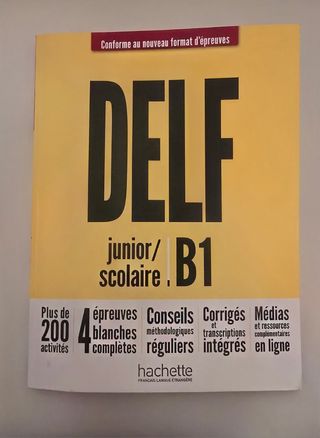 Conforme au nouveau format d'épreuves
DELF
junior/
scolaire . B1
Plus de
200
activités
4 épreuves
blanches
complètes
Conseils
méthodologiques
réguliers
Corrigés
et
transcriptions
intégrés
Médias
et ressources
complémentaires
en ligne
hachette
FRANÇAIS LANGUE ÉTRANGÈRE